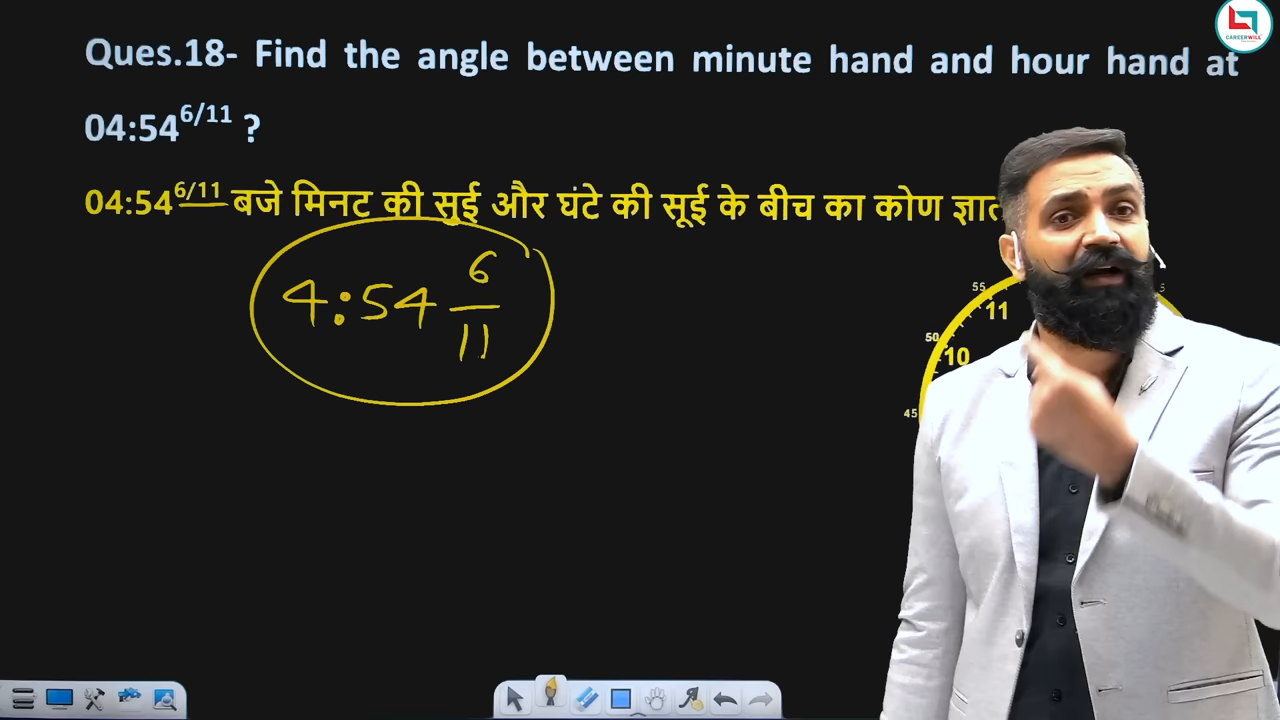 CAREERWILL
Ques.18- Find the angle between minute hand and hour hand at
04:54^6/11 ?
04:54^6/11 बजे मिनट की सूई और घंटे की सूई के बीच का कोण
4:54 6/11
55
11
50
10
45
5